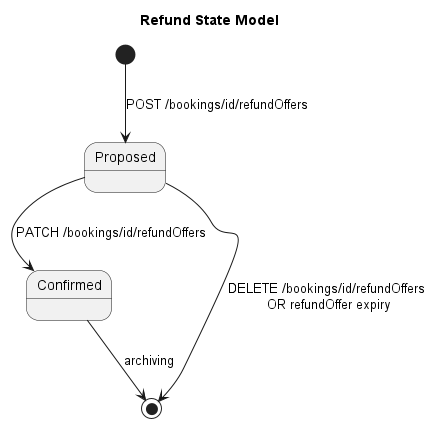 Refund State Model
POST /bookings/id/refundOffers
Proposed
PATCH /bookings/id/refundOffers
Confirmed
DELETE /bookings/id/refundOffers
OR refundOffer expiry
archiving